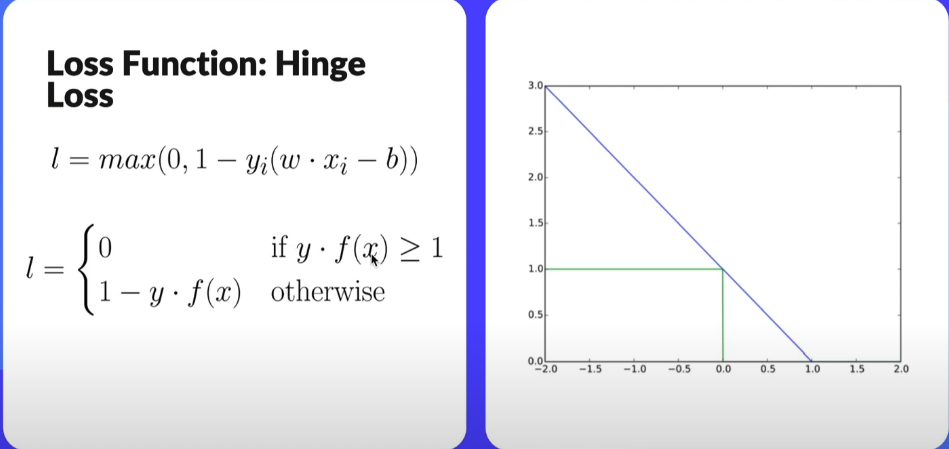 Loss Function: Hinge
Loss
l = max(0, 1 − yᵢ(w · xᵢ − b))
l = { 0 if y · f(x) ≥ 1
1 − y · f(x) otherwise
3.0
2.5
2.0
1.5
1.0
0.5
0.0
−2.0 −1.5 −1.0 −0.5 0.0 0.5 1.0 1.5 2.0